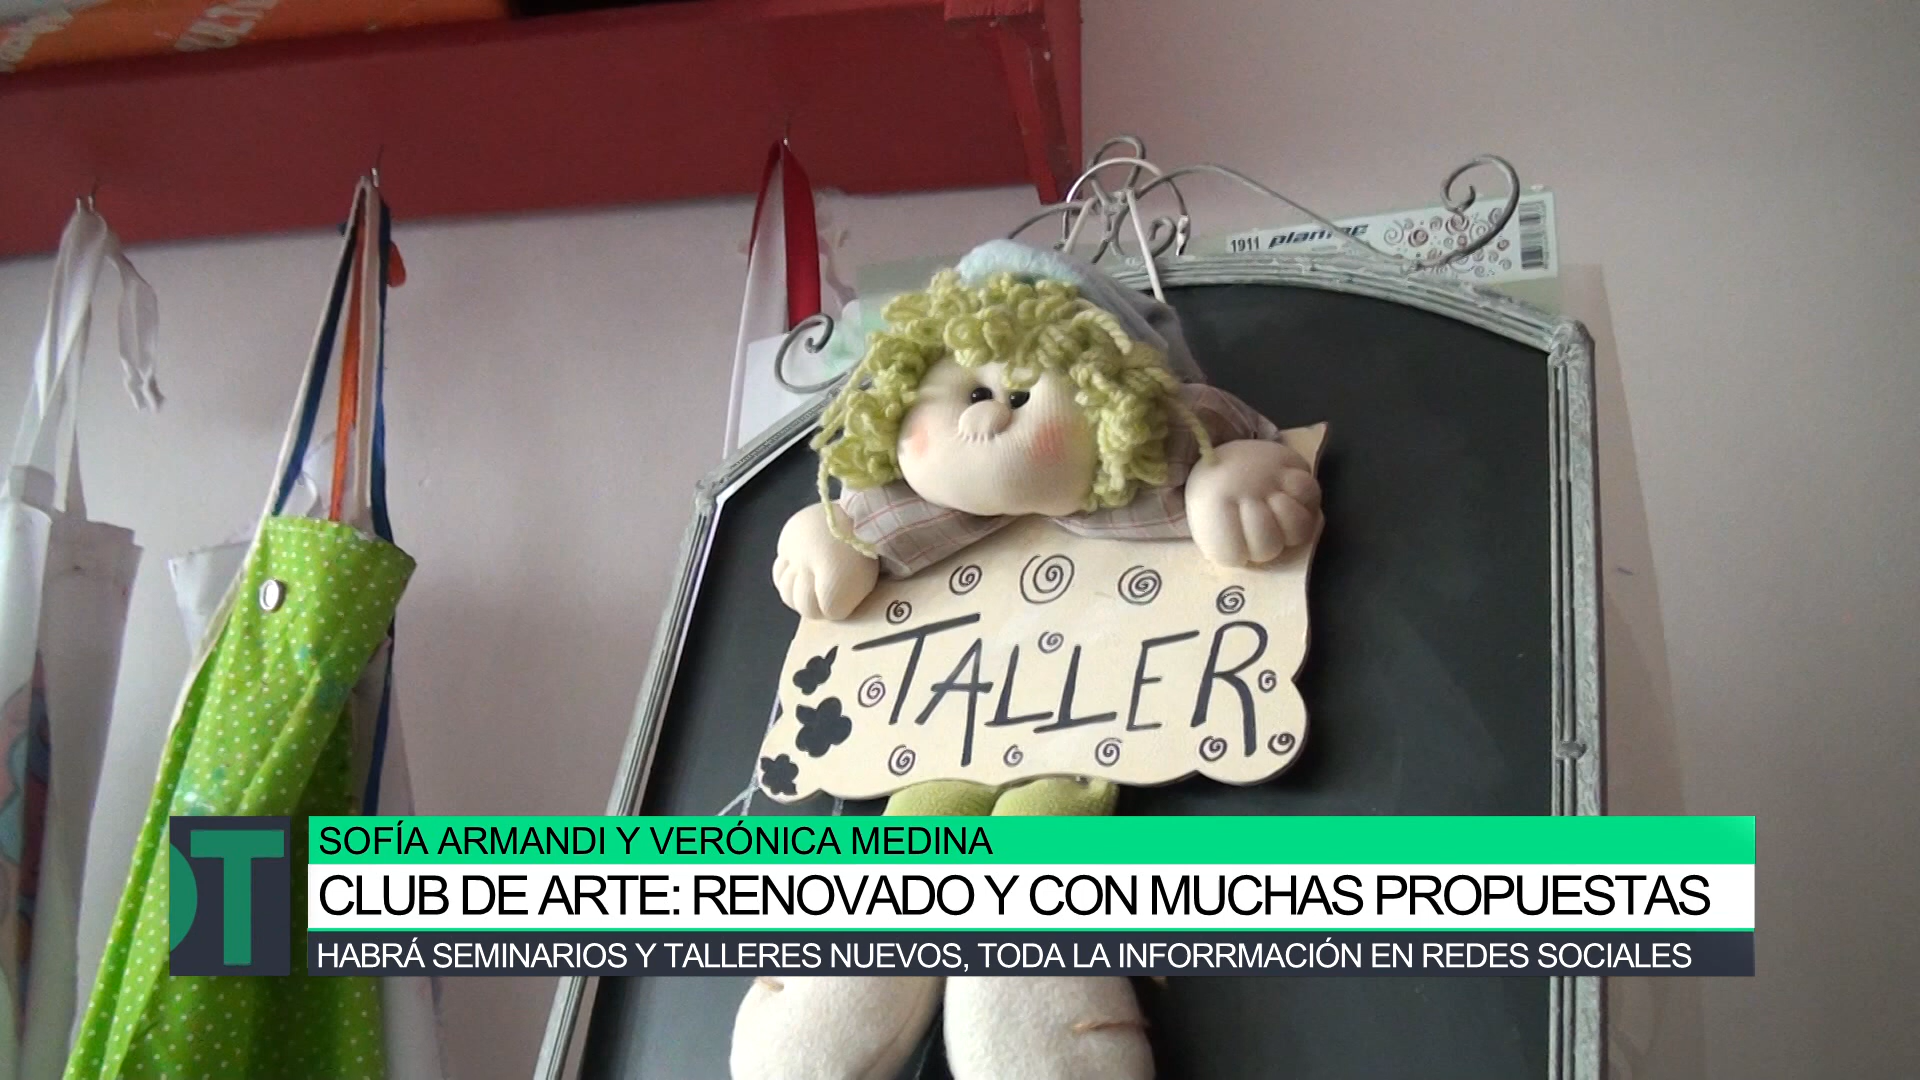 1911
TALLER
T
SOFÍA ARMANDI Y VERÓNICA MEDINA
CLUB DE ARTE: RENOVADO Y CON MUCHAS PROPUESTAS
HABRÁ SEMINARIOS Y TALLERES NUEVOS, TODA LA INFORRMACIÓN EN REDES SOCIALES